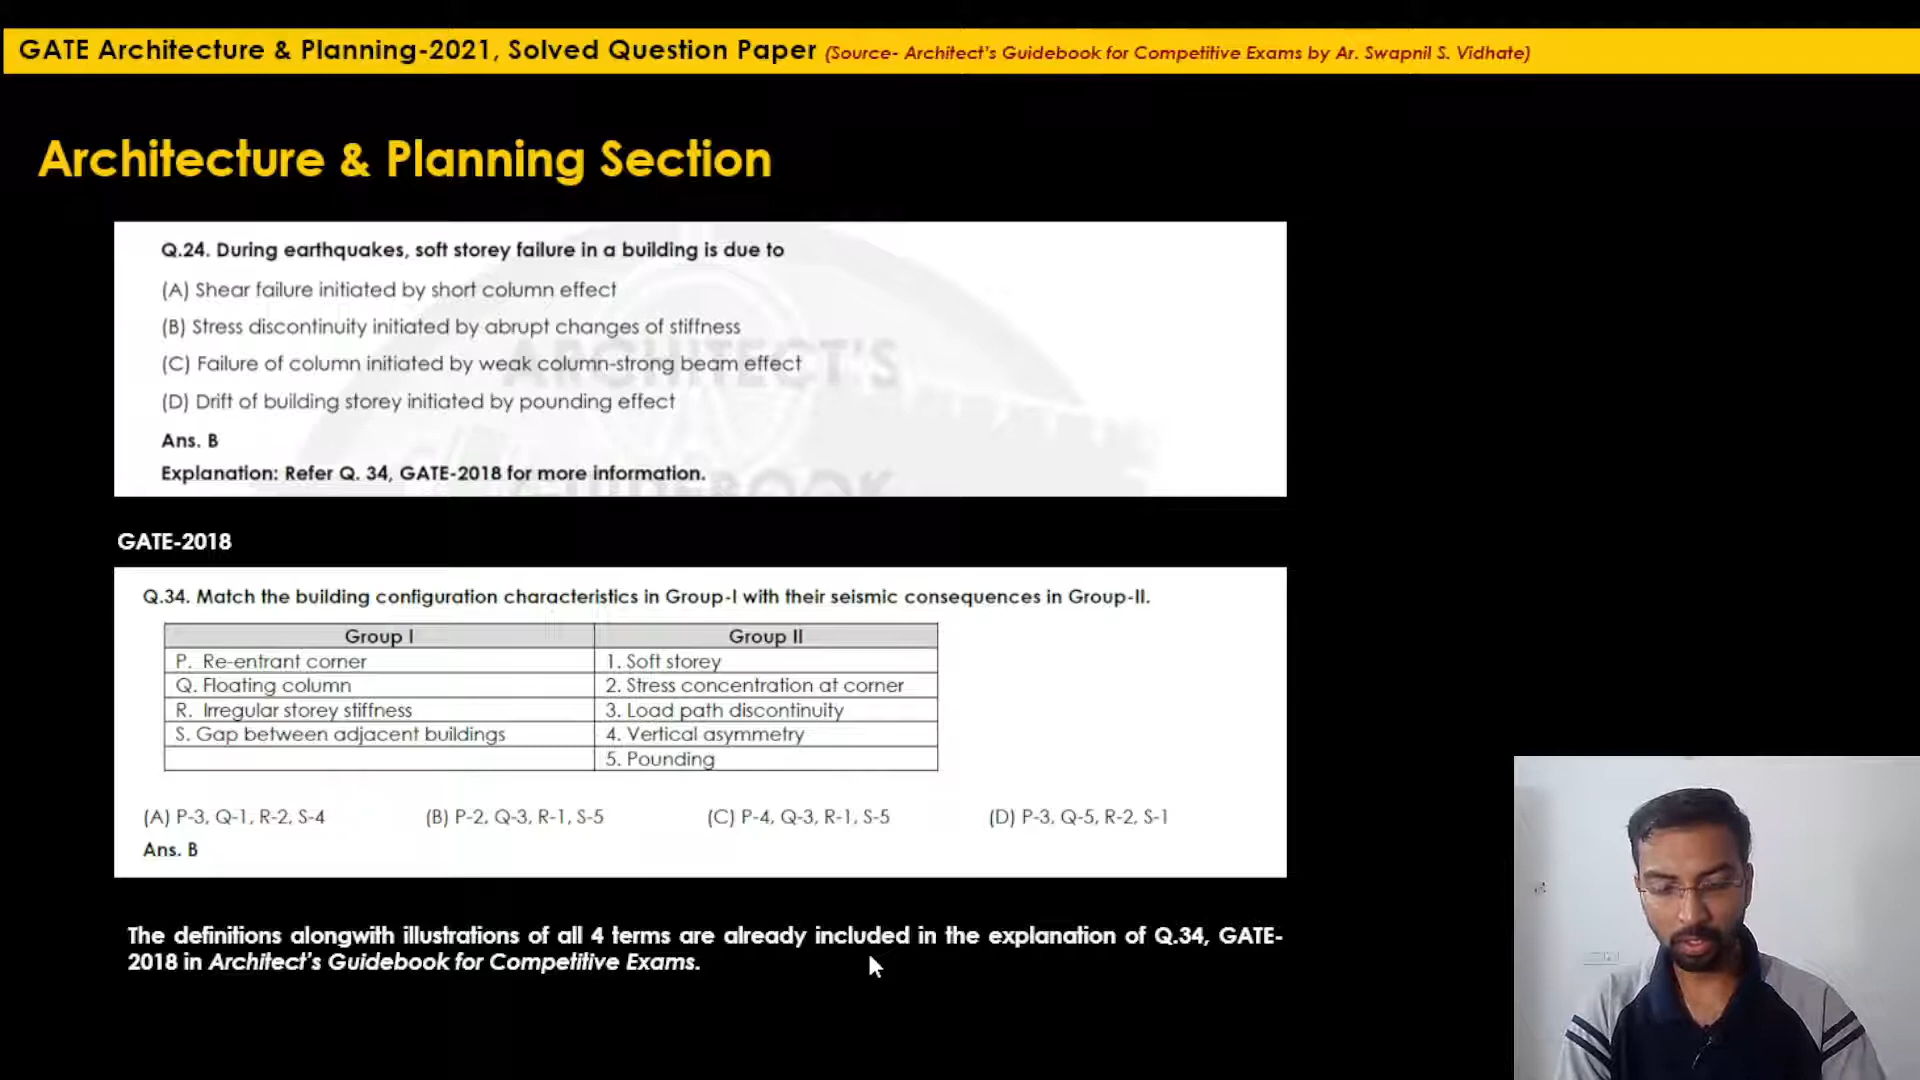 GATE Architecture & Planning-2021, Solved Question Paper (Source- Architect's Guidebook for Competitive Exams by Ar. Swapnil S. Vidhate)
Architecture & Planning Section
Q.24. During earthquakes, soft storey failure in a building is due to
(A) Shear failure initiated by short column effect
(B) Stress discontinuity initiated by abrupt changes of stiffness
(C) Failure of column initiated by weak column-strong beam effect
(D) Drift of building storey initiated by pounding effect
Ans. B
Explanation: Refer Q. 34, GATE-2018 for more information.
ARCHITECT'S
GUIDEBOOK
GATE-2018
Q.34. Match the building configuration characteristics in Group-I with their seismic consequences in Group-II.
Group I Group II
P. Re-entrant corner 1. Soft storey
Q. Floating column 2. Stress concentration at corner
R. Irregular storey stiffness 3. Load path discontinuity
S. Gap between adjacent buildings 4. Vertical asymmetry
5. Pounding
(A) P-3, Q-1, R-2, S-4 (B) P-2, Q-3, R-1, S-5 (C) P-4, Q-3, R-1, S-5 (D) P-3, Q-5, R-2, S-1
Ans. B
The definitions alongwith illustrations of all 4 terms are already included in the explanation of Q.34, GATE-
2018 in Architect's Guidebook for Competitive Exams.